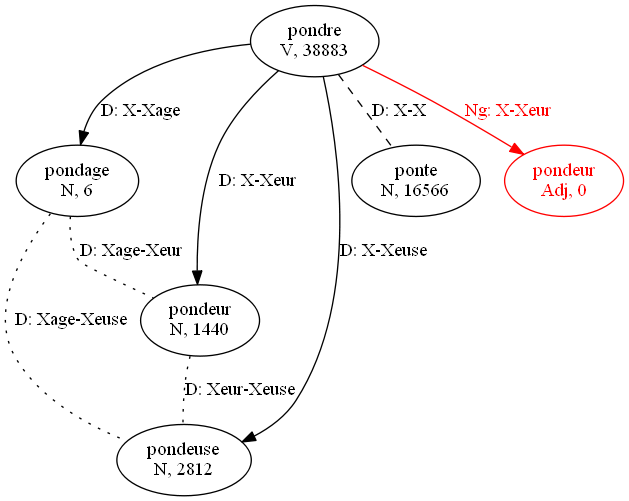 pondre
V, 38883
D: X-Xage
D: X-X
Ng: X-Xeur
pondage
N, 6
D: X-Xeur
ponte
N, 16566
pondeur
Adj, 0
D: Xage-Xeur
D: X-Xeuse
pondeur
N, 1440
D: Xage-Xeuse
D: Xeur-Xeuse
pondeuse
N, 2812